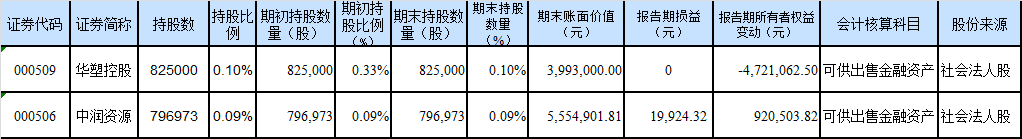 证券代码 证券简称 持股数 持股比例 期初持股数量（股） 期初持股比例（%） 期末持股数量（股） 期末持股数量（%） 期末账面价值（元） 报告期损益（元） 报告期所有者权益变动（元） 会计核算科目 股份来源
000509 华塑控股 825000 0.10% 825,000 0.33% 825,000 0.10% 3,993,000.00 0 -4,721,062.50 可供出售金融资产 社会法人股
000506 中润资源 796973 0.09% 796,973 0.09% 796,973 0.09% 5,554,901.81 19,924.32 920,503.82 可供出售金融资产 社会法人股